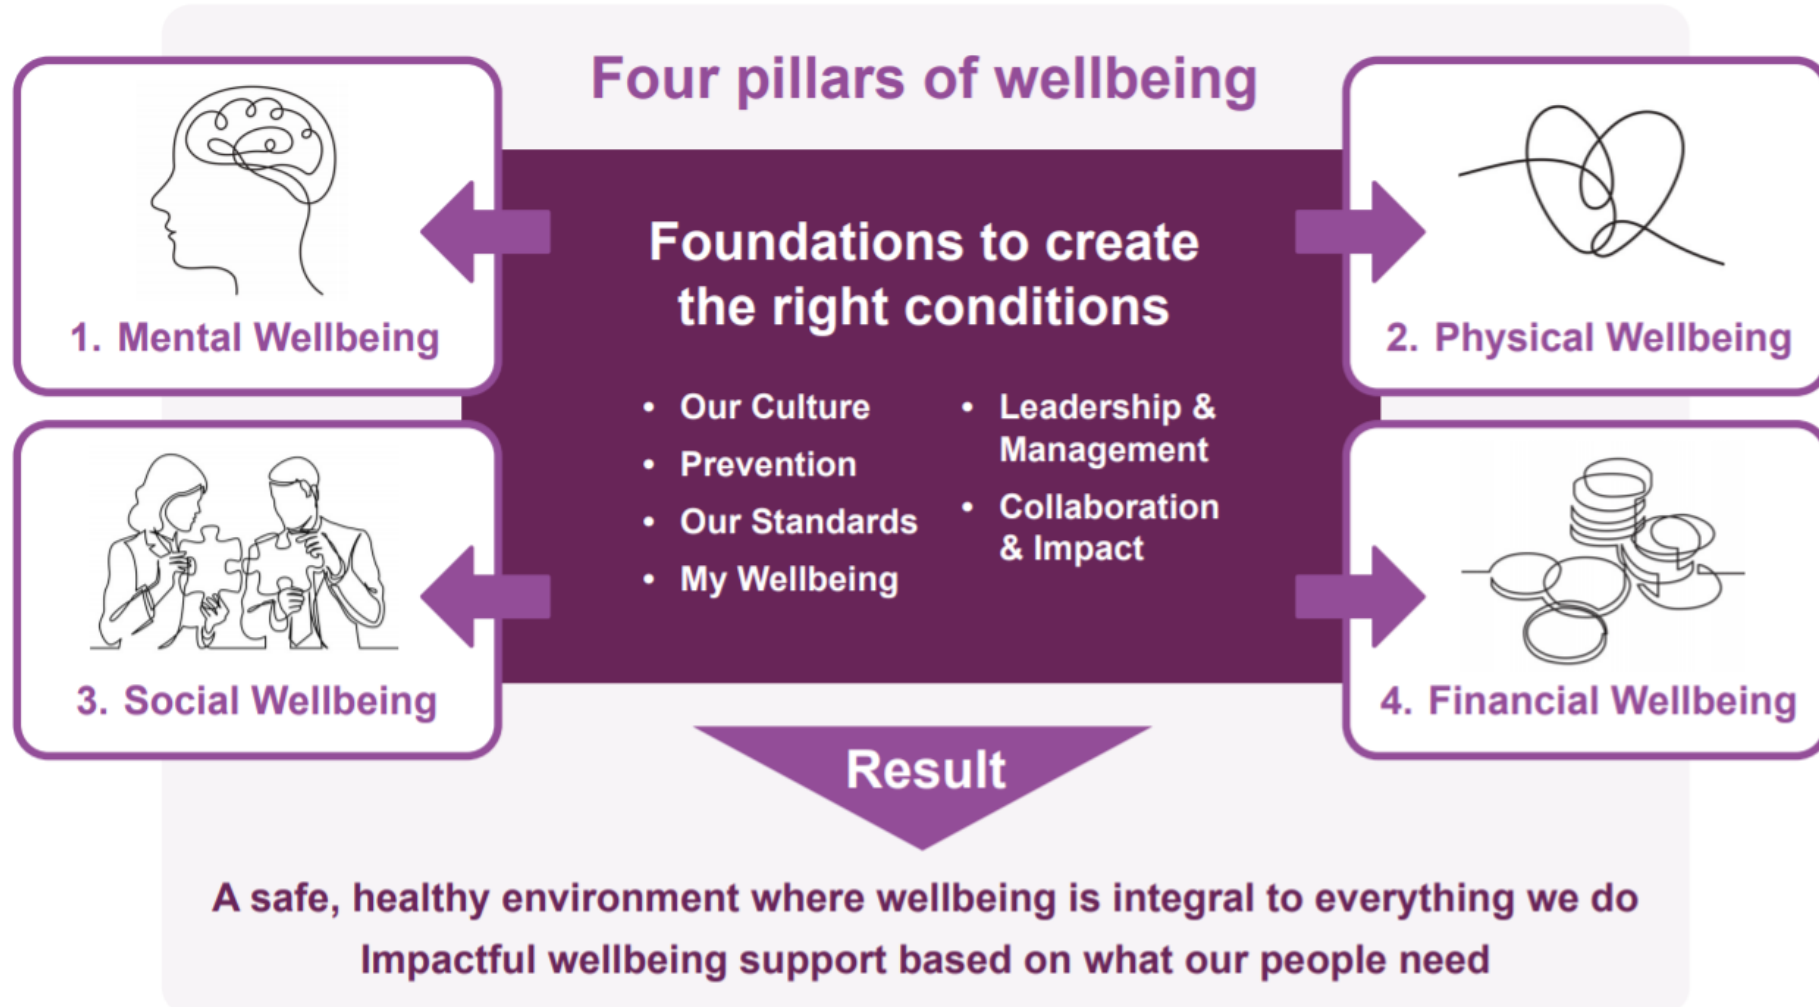 Four pillars of wellbeing
1. Mental Wellbeing
2. Physical Wellbeing
3. Social Wellbeing
4. Financial Wellbeing
Foundations to create
the right conditions
• Our Culture
• Prevention
• Our Standards
• My Wellbeing
• Leadership &
Management
• Collaboration
& Impact
Result
A safe, healthy environment where wellbeing is integral to everything we do
Impactful wellbeing support based on what our people need